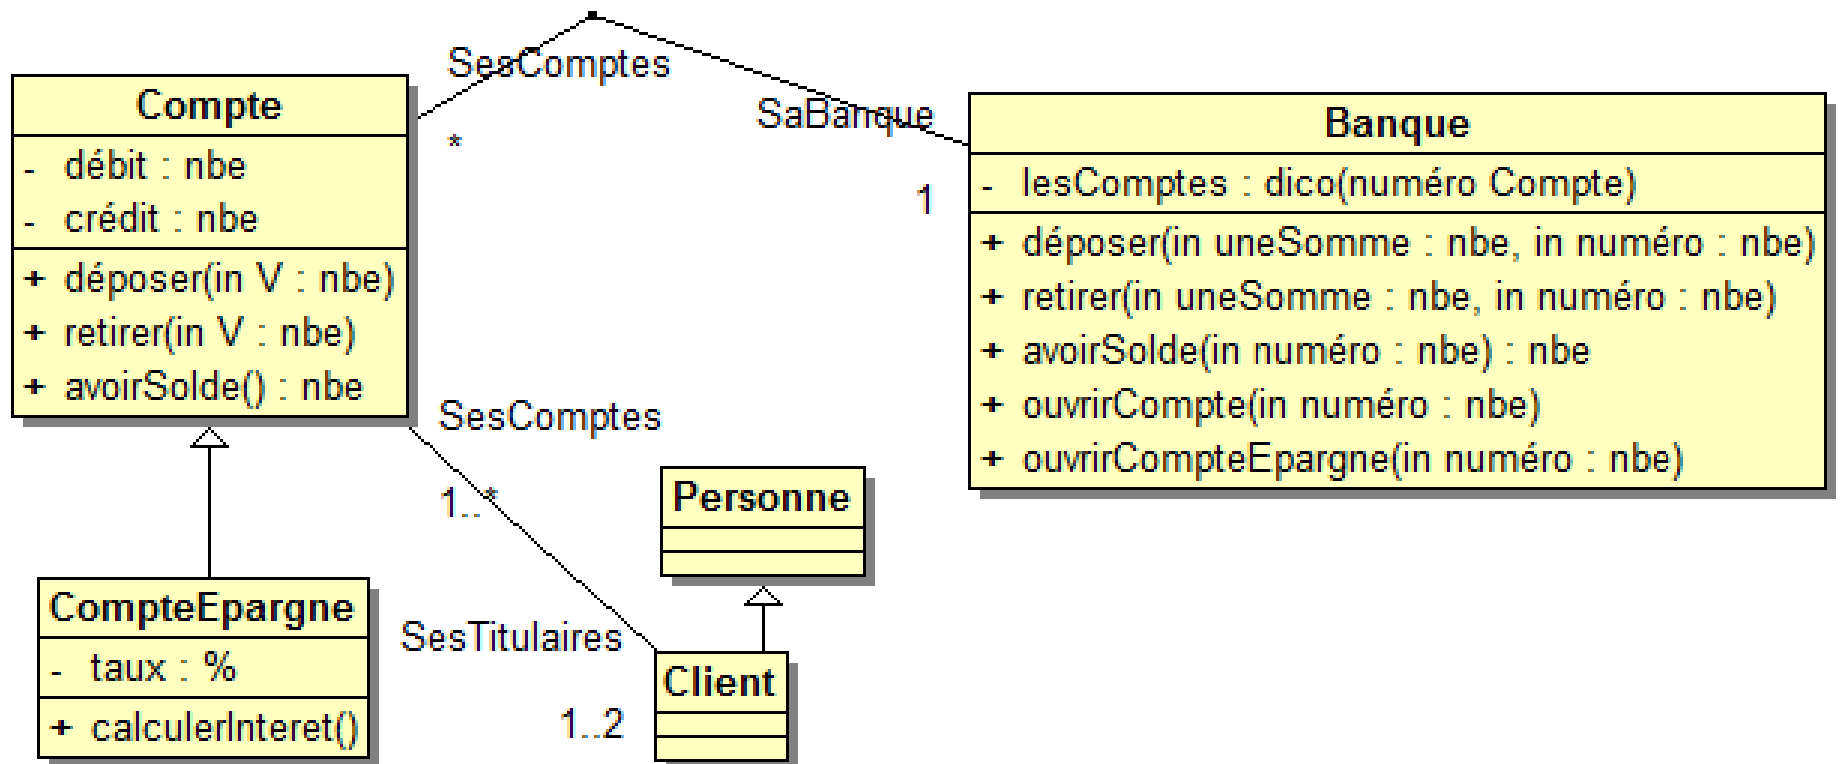 SesComptes
*
SaBanque
1
Compte
- débit : nbe
- crédit : nbe
+ déposer(in V : nbe)
+ retirer(in V : nbe)
+ avoirSolde() : nbe
Banque
- lesComptes : dico(numéro Compte)
+ déposer(in uneSomme : nbe, in numéro : nbe)
+ retirer(in uneSomme : nbe, in numéro : nbe)
+ avoirSolde(in numéro : nbe) : nbe
+ ouvrirCompte(in numéro : nbe)
+ ouvrirCompteEpargne(in numéro : nbe)
SesComptes
1..*
Personne
CompteEpargne
- taux : %
+ calculerInteret()
SesTitulaires
1..2
Client